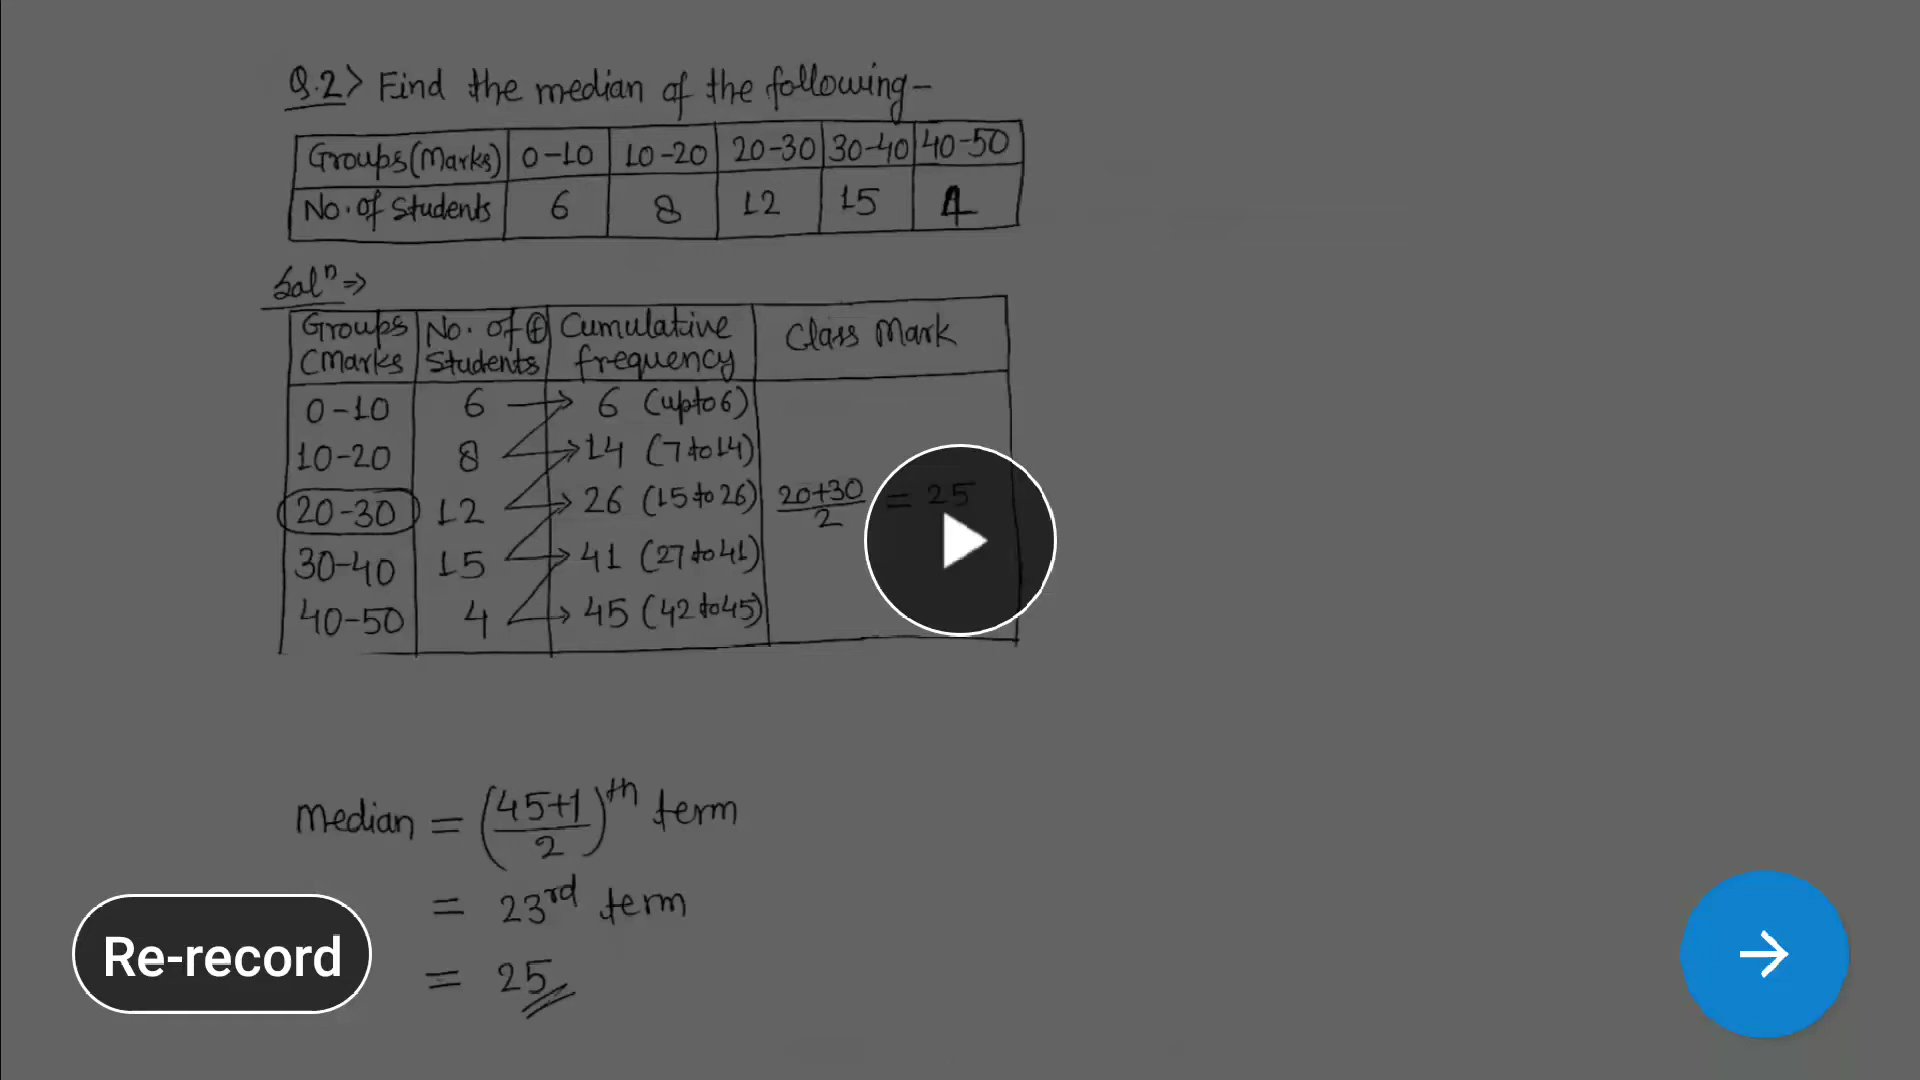 Q.2> Find the median of the following-
Groups(Marks) 0-10 10-20 20-30 30-40 40-50
No. of Students 6 8 12 15 4
Solⁿ =>
Groups (Marks No. of (f) Students Cumulative frequency Class Mark
0-10 6 6 (upto6)
10-20 8 14 (7 to 14)
20-30 12 26 (15 to 26) 20+30/2 = 25
30-40 15 41 (27 to 41)
40-50 4 45 (42 to 45)
Median = (45+1/2)th term
= 23rd term
= 25
Re-record